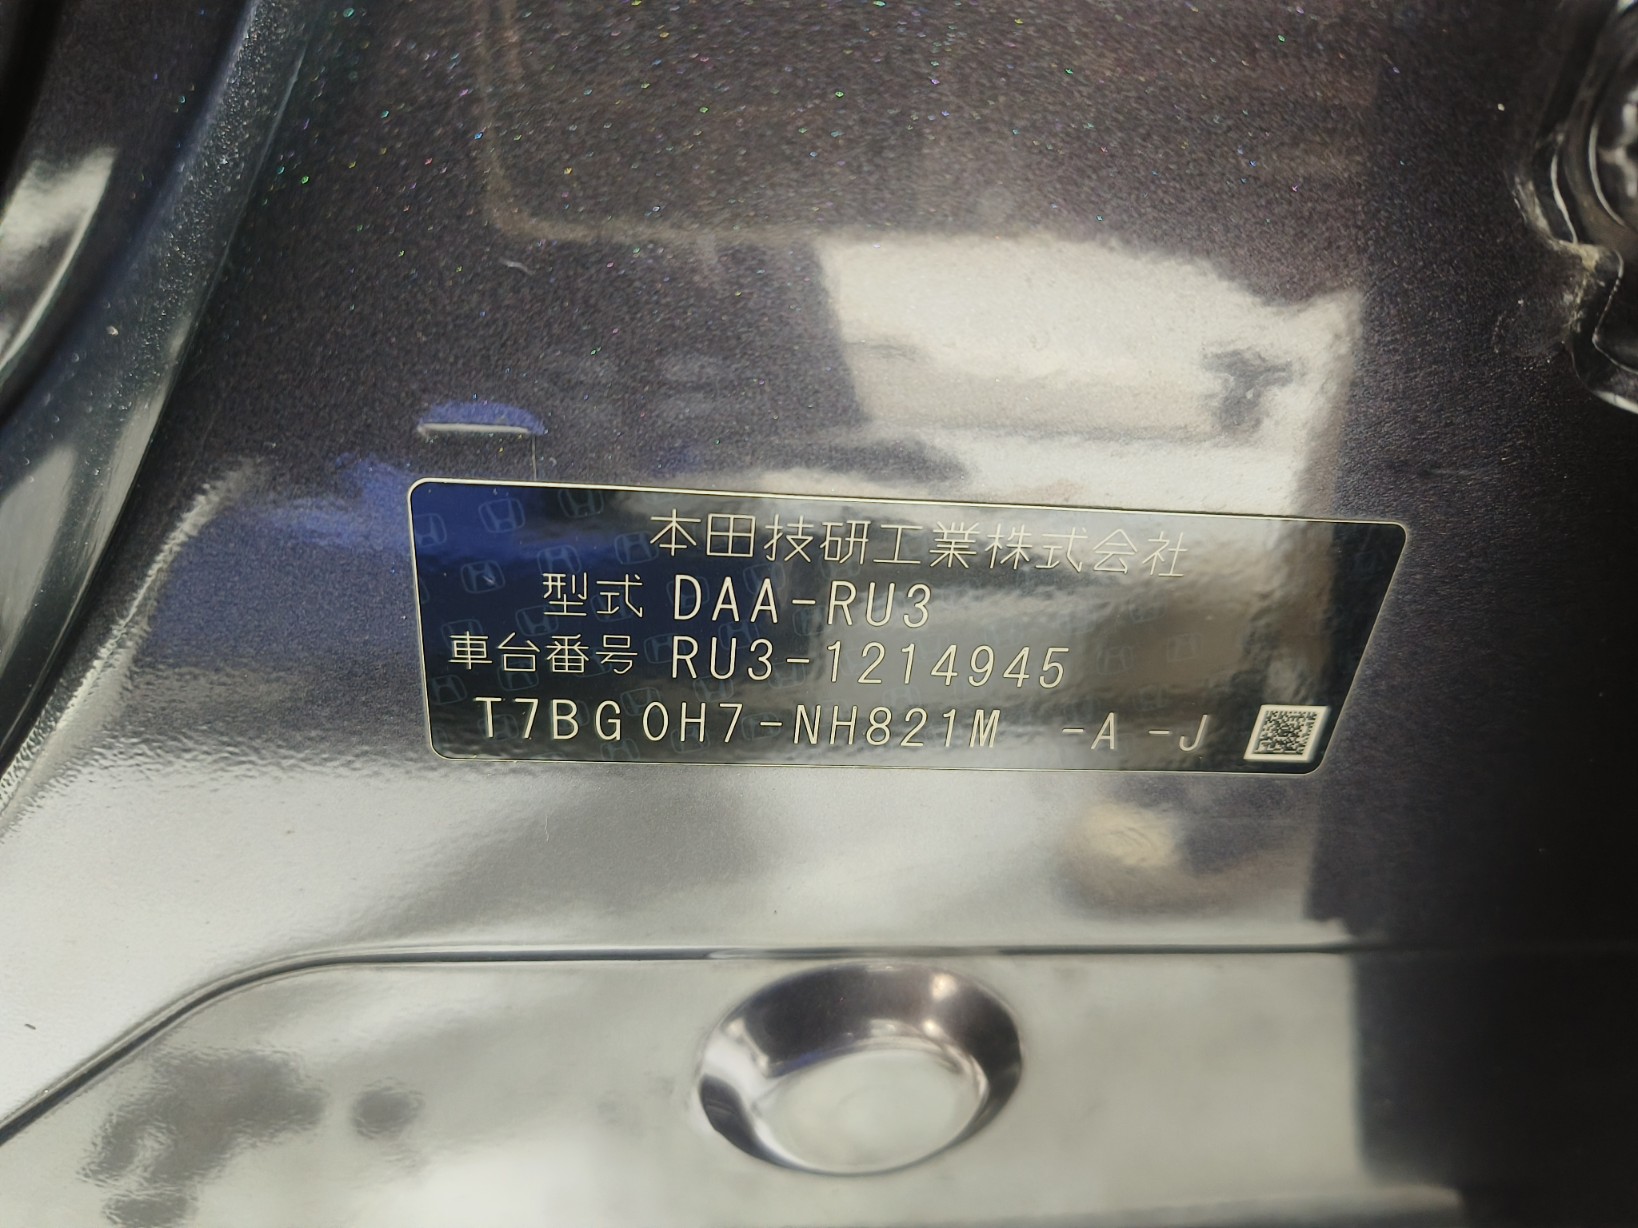 本田技研工業株式会社
型式 DAA-RU3
車台番号 RU3-1214945
T7BG0H7-NH821M -A -J